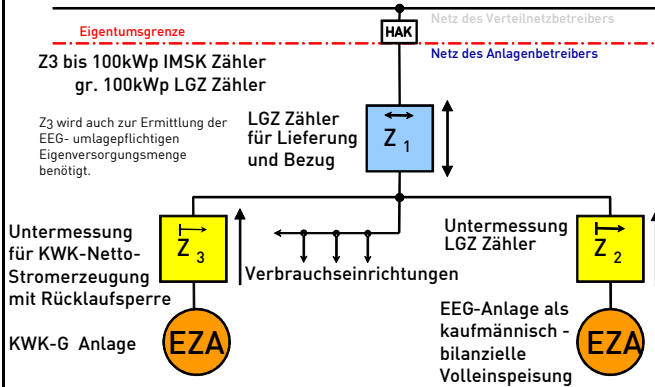 Netz des Verteilnetzbetreibers
Eigentumsgrenze
HAK
Netz des Anlagenbetreibers
Z3 bis 100kWp IMSK Zähler
gr. 100kWp LGZ Zähler
Z3 wird auch zur Ermittlung der
EEG- umlagepflichtigen
Eigenversorgungsmenge
benötigt.
LGZ Zähler
für Lieferung
und Bezug
Z 1
Untermessung
für KWK-Netto-
Stromerzeugung
mit Rücklaufsperre
Z 3
Verbrauchseinrichtungen
Untermessung
LGZ Zähler
Z 2
KWK-G Anlage
EZA
EEG-Anlage als
kaufmännisch -
bilanzielle
Volleinspeisung
EZA